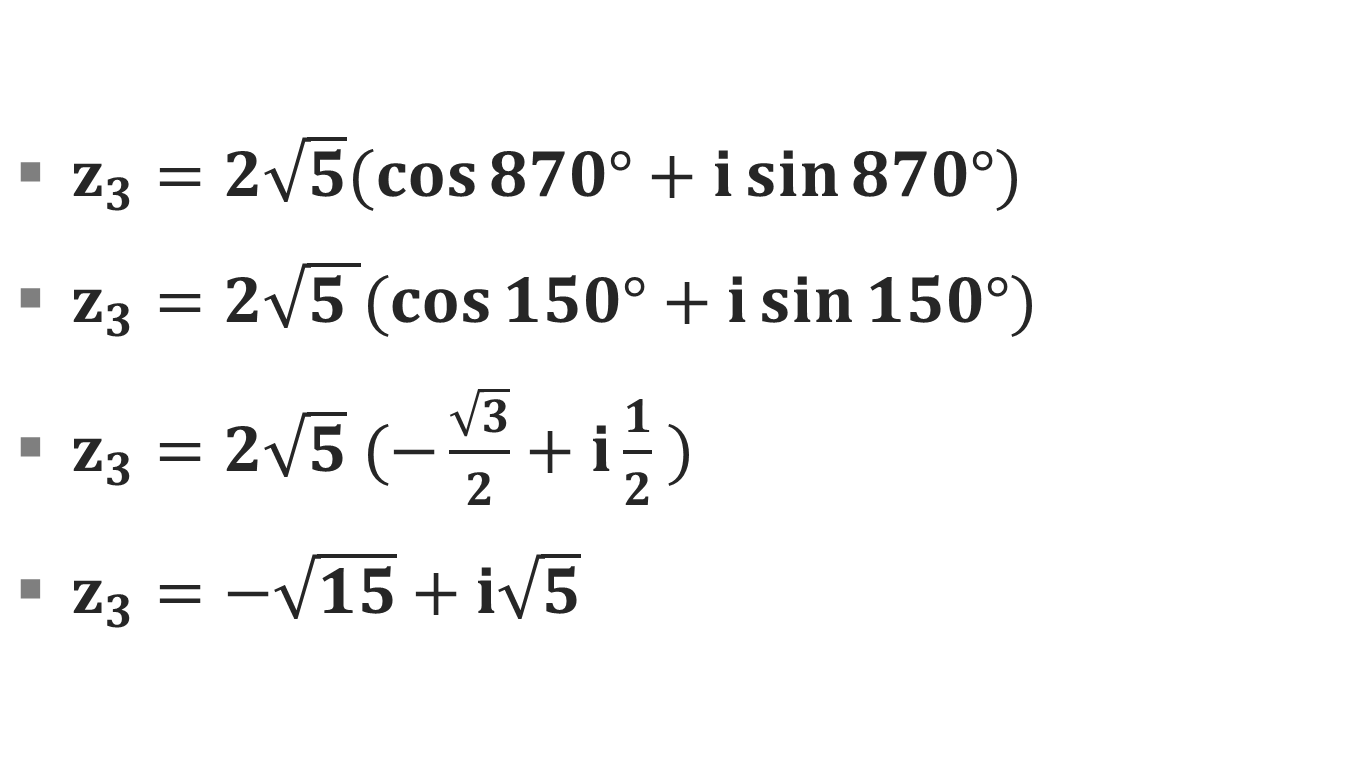 ▪ z₃ = 2√5(cos 870° + i sin 870°)
▪ z₃ = 2√5 (cos 150° + i sin 150°)
▪ z₃ = 2√5 (−√3/2 + i 1/2 )
▪ z₃ = −√15 + i√5